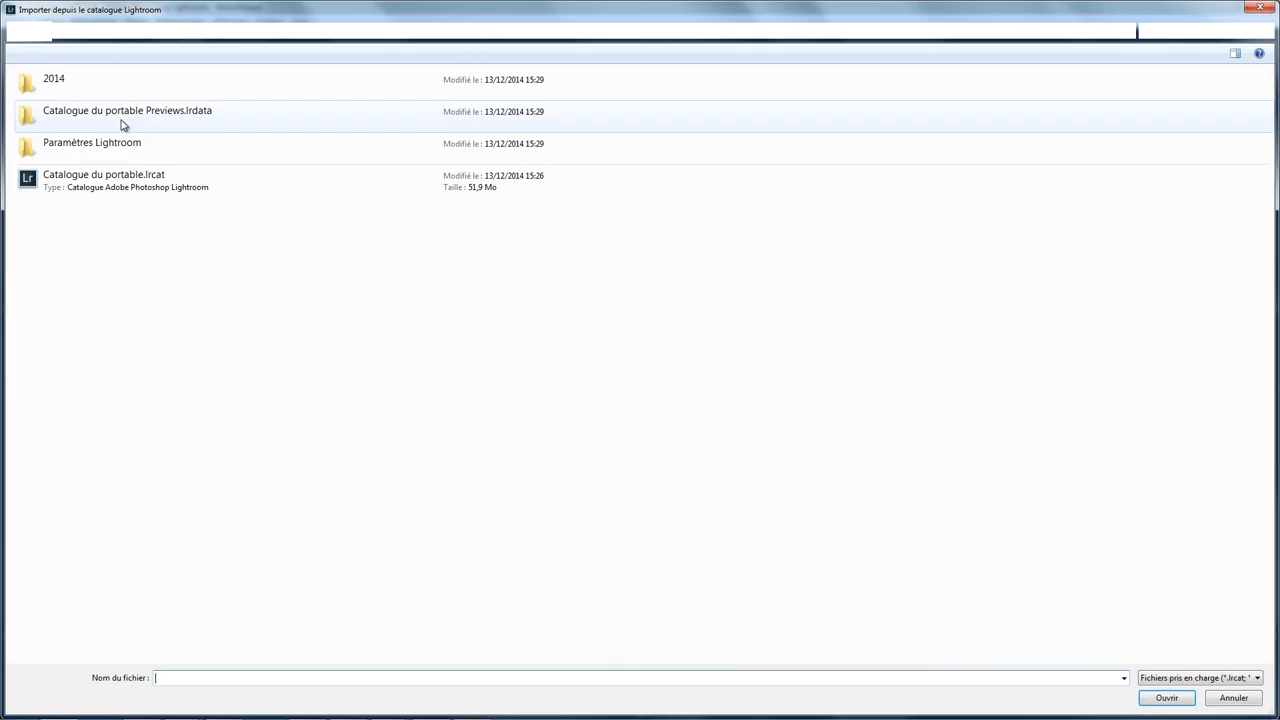 Importer depuis le catalogue Lightroom
2014
Modifié le : 13/12/2014 15:29
Catalogue du portable Previews.lrdata
Modifié le : 13/12/2014 15:29
Paramètres Lightroom
Modifié le : 13/12/2014 15:29
Lr
Catalogue du portable.lrcat
Modifié le : 13/12/2014 15:26
Type : Catalogue Adobe Photoshop Lightroom
Taille : 51,9 Mo
Nom du fichier :
Fichiers pris en charge (*.lrcat; *
Ouvrir
Annuler